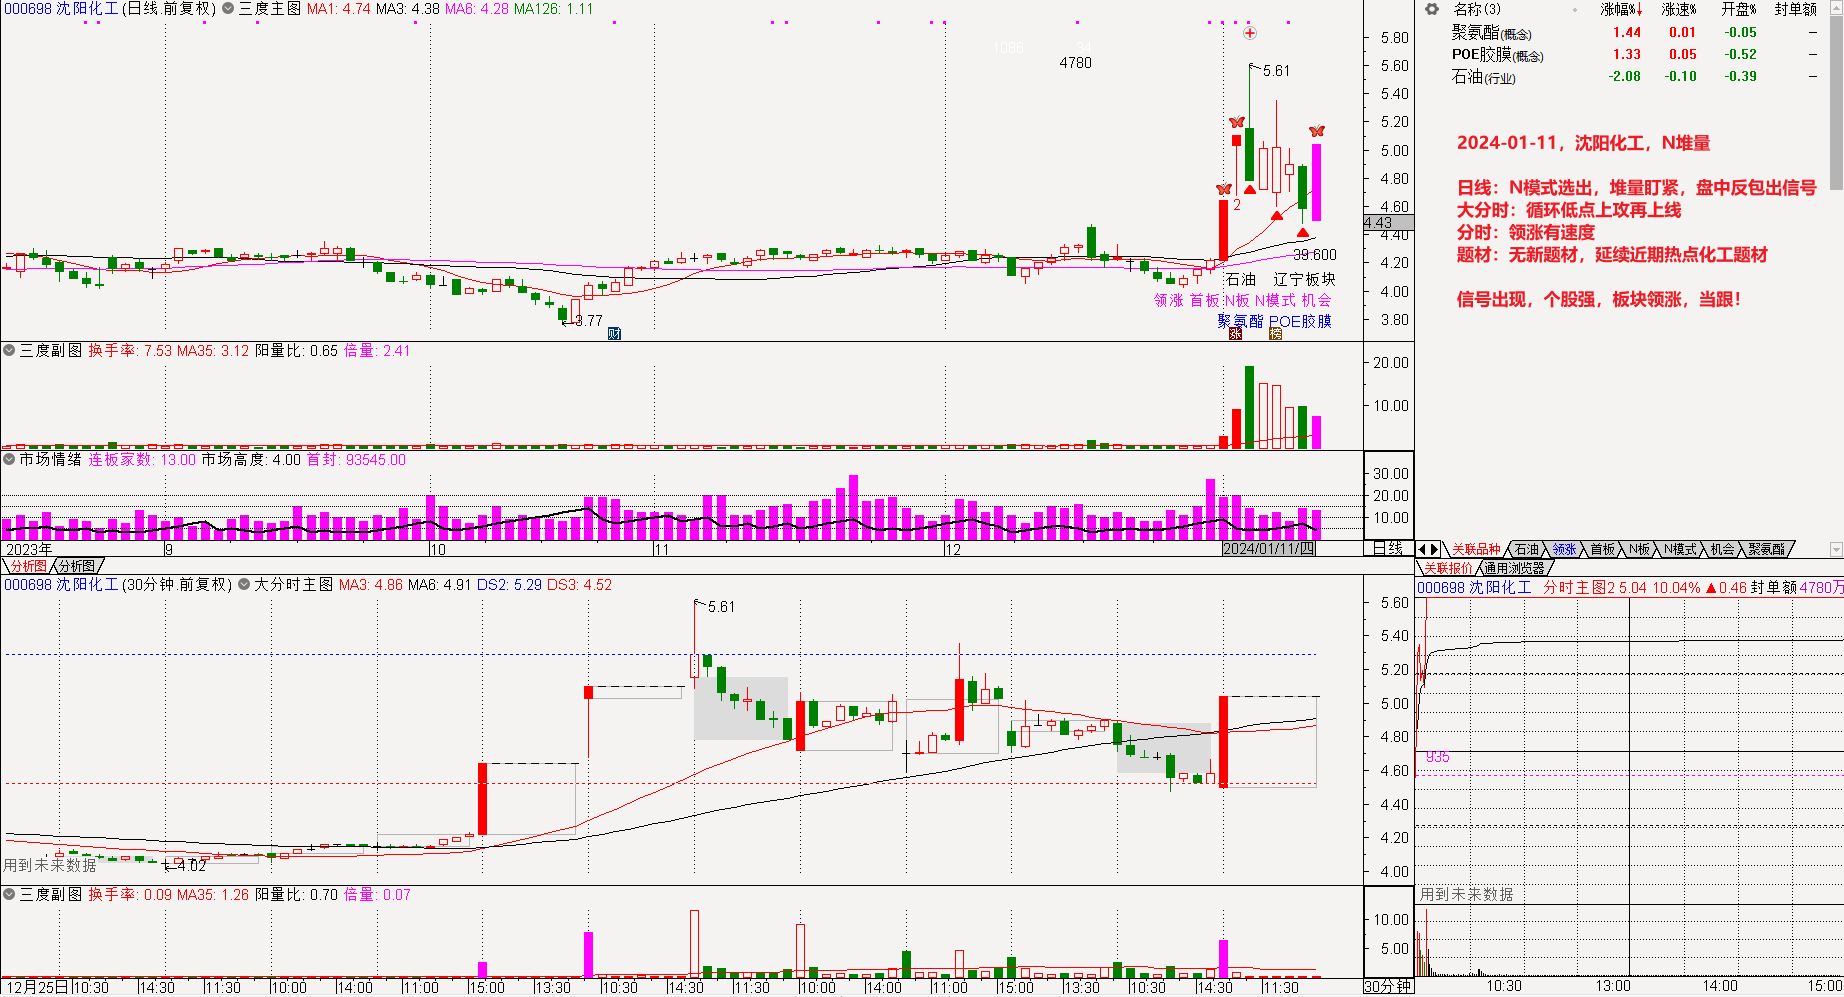 000698 沈阳化工(日线.前复权) 三度主图 MA1: 4.74 MA3: 4.38 MA6: 4.28 MA126: 1.11
1086 34
4780
5.61
3.77
2
39.600
石油 辽宁板块
领涨 首板 N板 N模式 机会
聚氨酯 POE胶膜
财
涨
榜
5.80
5.60
5.40
5.20
5.00
4.80
4.60
4.43
4.40
4.20
4.00
3.80
三度副图 换手率: 7.53 MA35: 3.12 阳量比: 0.65 倍量: 2.41
20.00
10.00
市场情绪 连板家数: 13.00 市场高度: 4.00 首封: 93545.00
30.00
20.00
10.00
2023年 9 10 11 12 2024/01/11/四 日线
分析图 分析图
000698 沈阳化工(30分钟.前复权) 大分时主图 MA3: 4.86 MA6: 4.91 DS2: 5.29 DS3: 4.52
5.61
4.02
用到未来数据
5.60
5.40
5.20
5.00
4.80
4.60
4.40
4.20
4.00
三度副图 换手率: 0.09 MA35: 1.26 阳量比: 0.70 倍量: 0.07
10.00
5.00
12月25日 10:30 14:30 11:30 10:00 14:00 11:00 15:00 13:30 10:30 14:30 11:30 10:00 14:00 11:00 15:00 13:30 10:30 14:30 11:30 30分钟
名称(3) 涨幅%↓ 涨速% 开盘% 封单额
聚氨酯(概念) 1.44 0.01 -0.05 –
POE胶膜(概念) 1.33 0.05 -0.52 –
石油(行业) -2.08 -0.10 -0.39 –
2024-01-11，沈阳化工，N堆量
日线：N模式选出，堆量盯紧，盘中反包出信号
大分时：循环低点上攻再上线
分时：领涨有速度
题材：无新题材，延续近期热点化工题材
信号出现，个股强，板块领涨，当跟！
关联品种 石油 领涨 首板 N板 N模式 机会 聚氨酯
关联报价 通用浏览器
000698 沈阳化工 分时主图2 5.04 10.04% ▲0.46 封单额4780万
935
用到未来数据
10:30 13:00 14:00 15:00